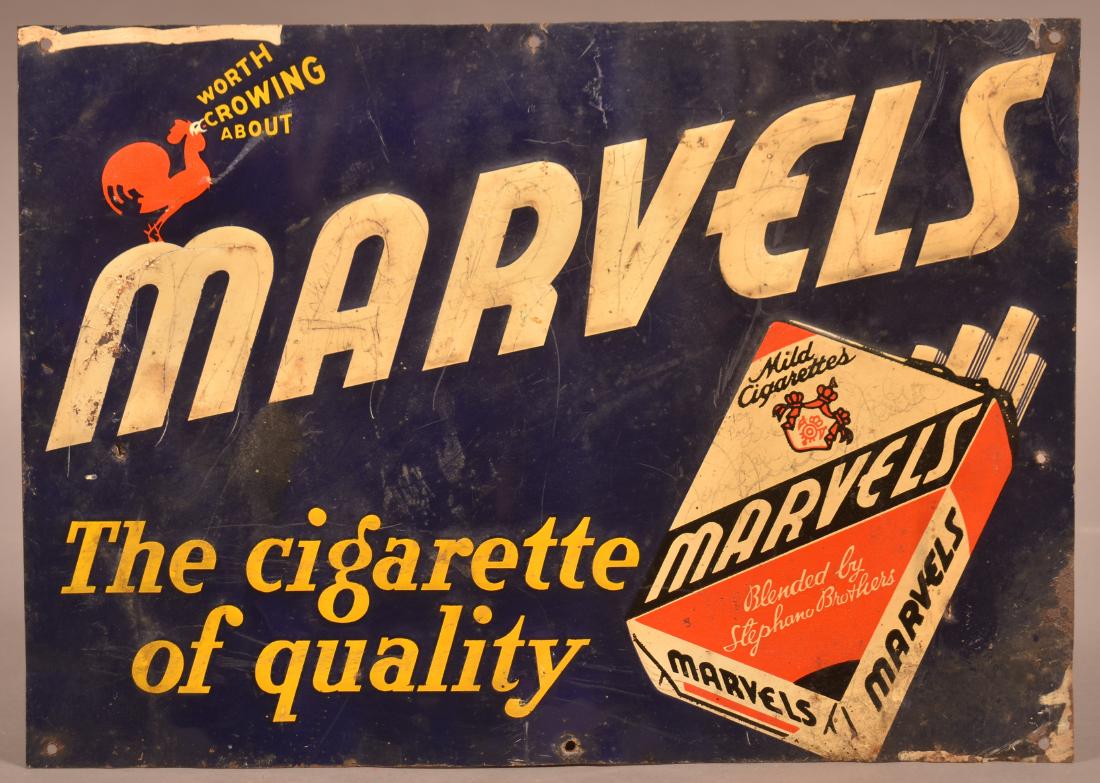 WORTH
CROWING
ABOUT
MARVELS
The cigarette
of quality
Mild
Cigarettes
MARVELS
Blended by
Stephano Brothers
MARVELS
MARVELS